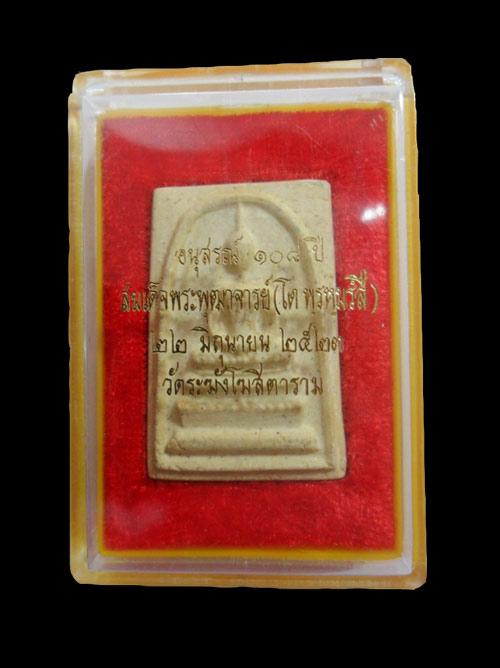 อนุสรณ์ ๑๐๘ ปี
สมเด็จพระพุฒาจารย์ (โต พรหมรังสี)
๒๒ มิถุนายน ๒๕๒๓
วัดระฆังโฆสิตาราม